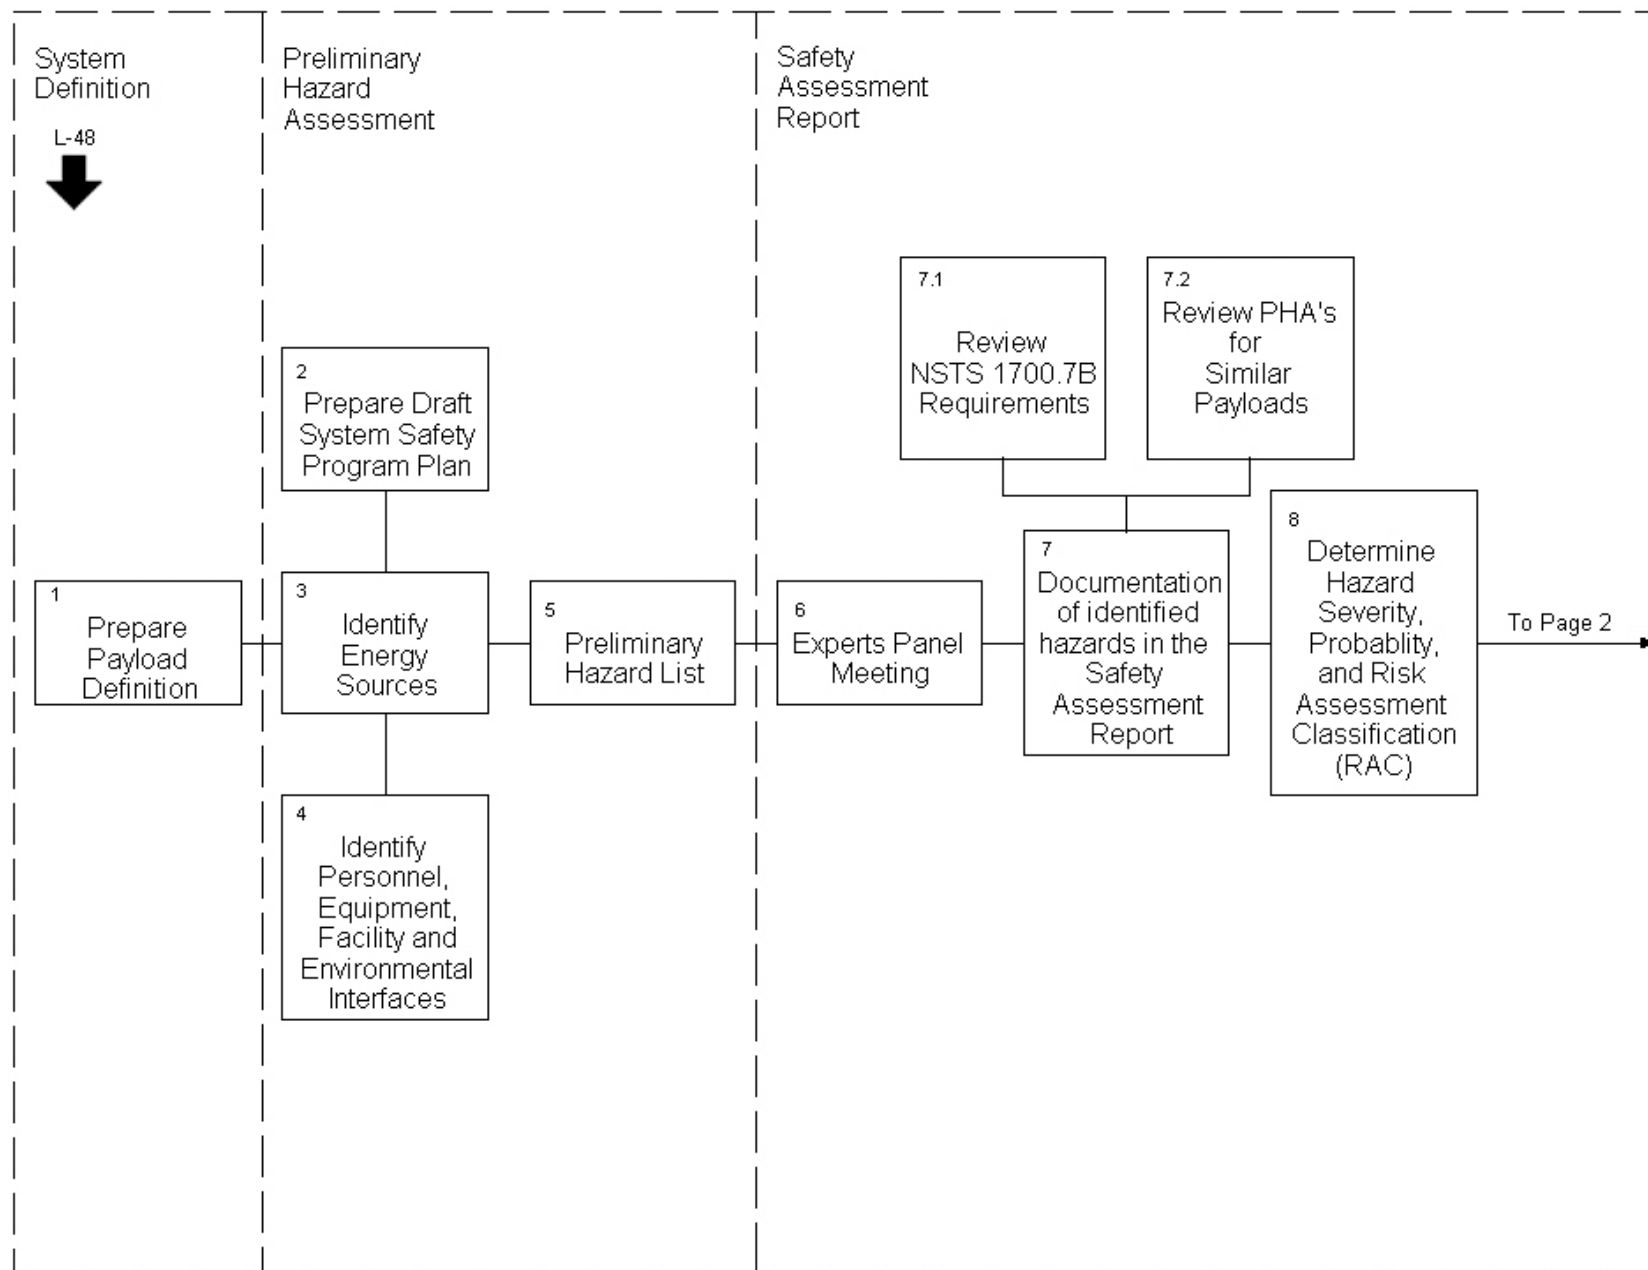 System
Definition
L-48
Preliminary
Hazard
Assessment
Safety
Assessment
Report
1
Prepare
Payload
Definition
2
Prepare Draft
System Safety
Program Plan
3
Identify
Energy
Sources
4
Identify
Personnel,
Equipment,
Facility and
Environmental
Interfaces
5
Preliminary
Hazard List
6
Experts Panel
Meeting
7.1
Review
NSTS 1700.7B
Requirements
7.2
Review PHA's
for
Similar
Payloads
7
Documentation
of identified
hazards in the
Safety
Assessment
Report
8
Determine
Hazard
Severity,
Probablity,
and Risk
Assessment
Classification
(RAC)
To Page 2